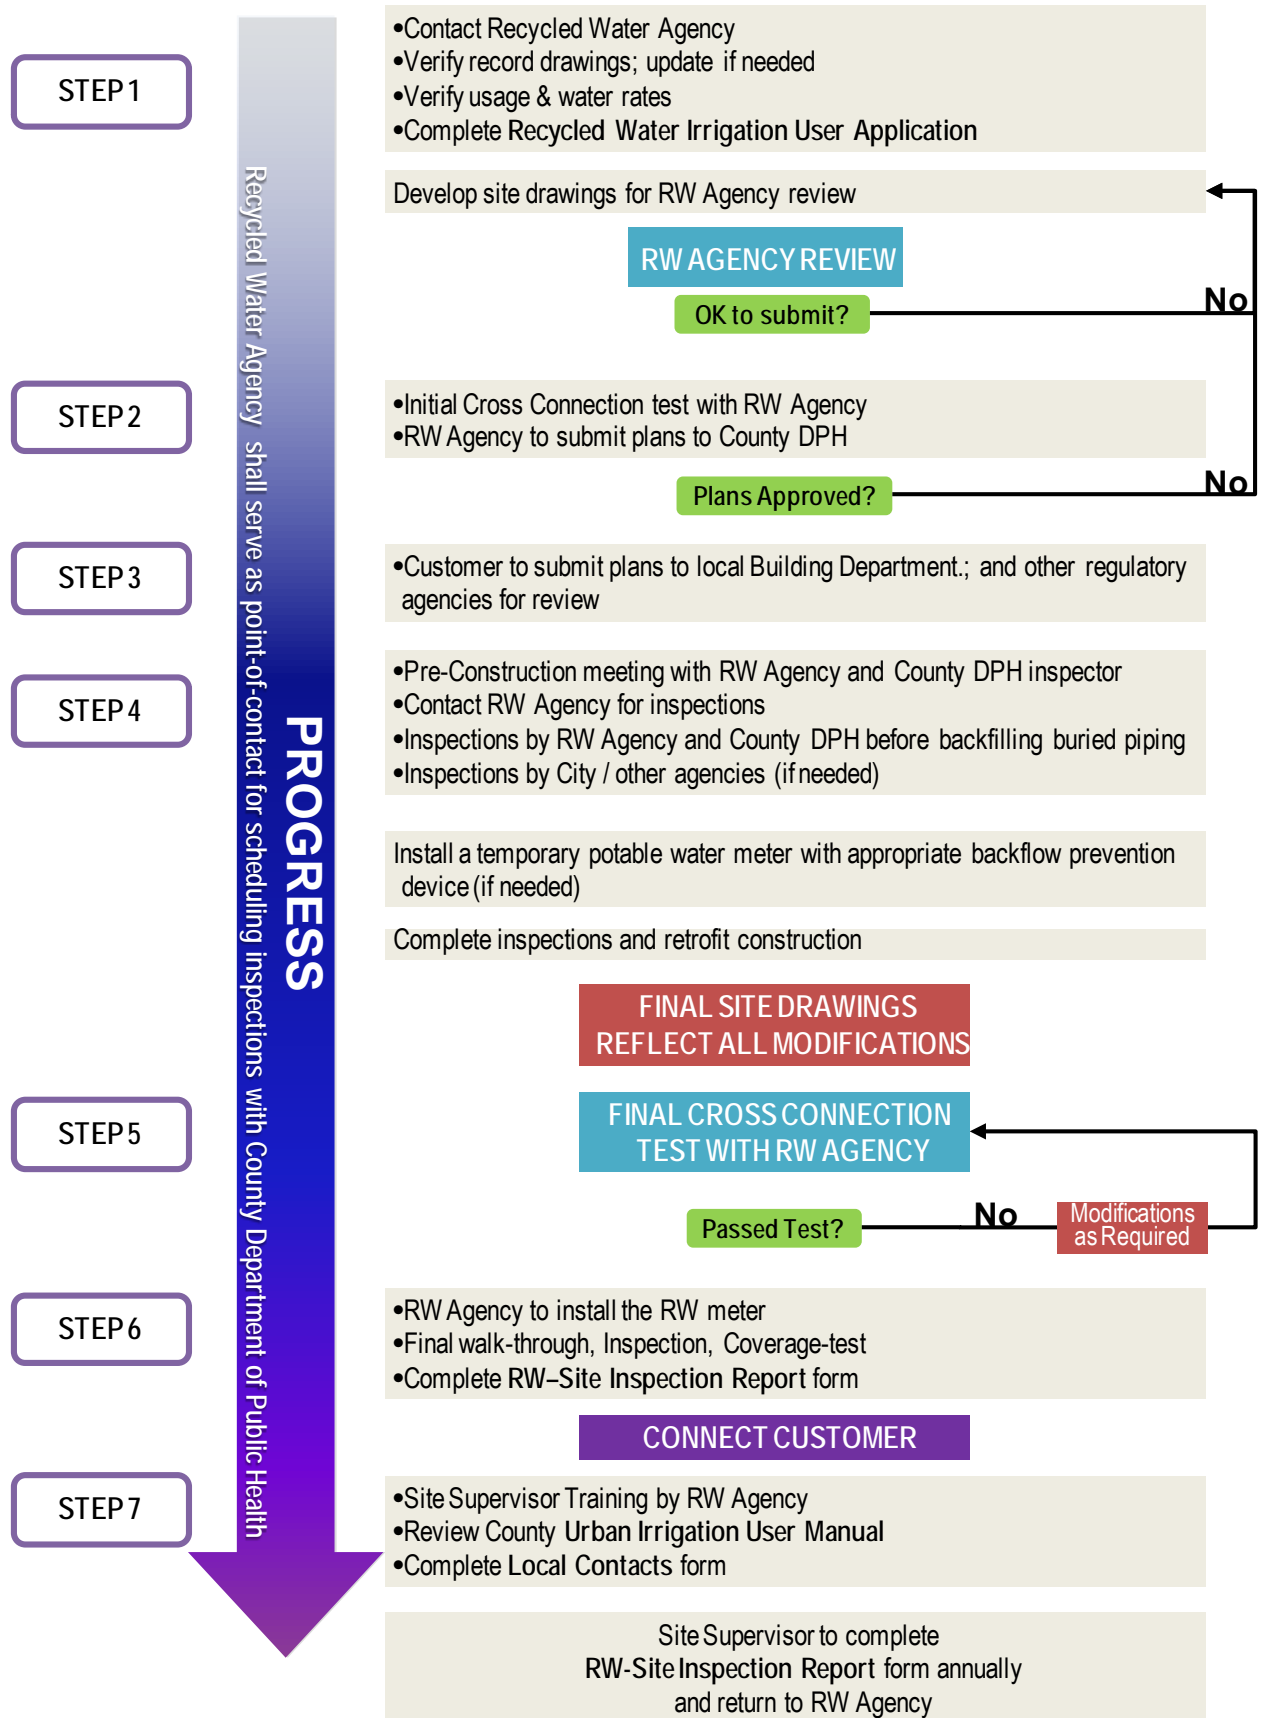 STEP 1
•Contact Recycled Water Agency
•Verify record drawings; update if needed
•Verify usage & water rates
•Complete Recycled Water Irrigation User Application
Develop site drawings for RW Agency review
RW AGENCY REVIEW
OK to submit?
No
STEP 2
•Initial Cross Connection test with RW Agency
•RW Agency to submit plans to County DPH
Plans Approved?
No
STEP 3
•Customer to submit plans to local Building Department.; and other regulatory
agencies for review
STEP 4
•Pre-Construction meeting with RW Agency and County DPH inspector
•Contact RW Agency for inspections
•Inspections by RW Agency and County DPH before backfilling buried piping
•Inspections by City / other agencies (if needed)
Install a temporary potable water meter with appropriate backflow prevention
device (if needed)
Complete inspections and retrofit construction
FINAL SITE DRAWINGS
REFLECT ALL MODIFICATIONS
STEP 5
FINAL CROSS CONNECTION
TEST WITH RW AGENCY
Passed Test?
No
Modifications
as Required
STEP 6
•RW Agency to install the RW meter
•Final walk-through, Inspection, Coverage-test
•Complete RW–Site Inspection Report form
CONNECT CUSTOMER
STEP 7
•Site Supervisor Training by RW Agency
•Review County Urban Irrigation User Manual
•Complete Local Contacts form
Site Supervisor to complete
RW-Site Inspection Report form annually
and return to RW Agency
PROGRESS
Recycled Water Agency shall serve as point-of-contact for scheduling inspections with County Department of Public Health